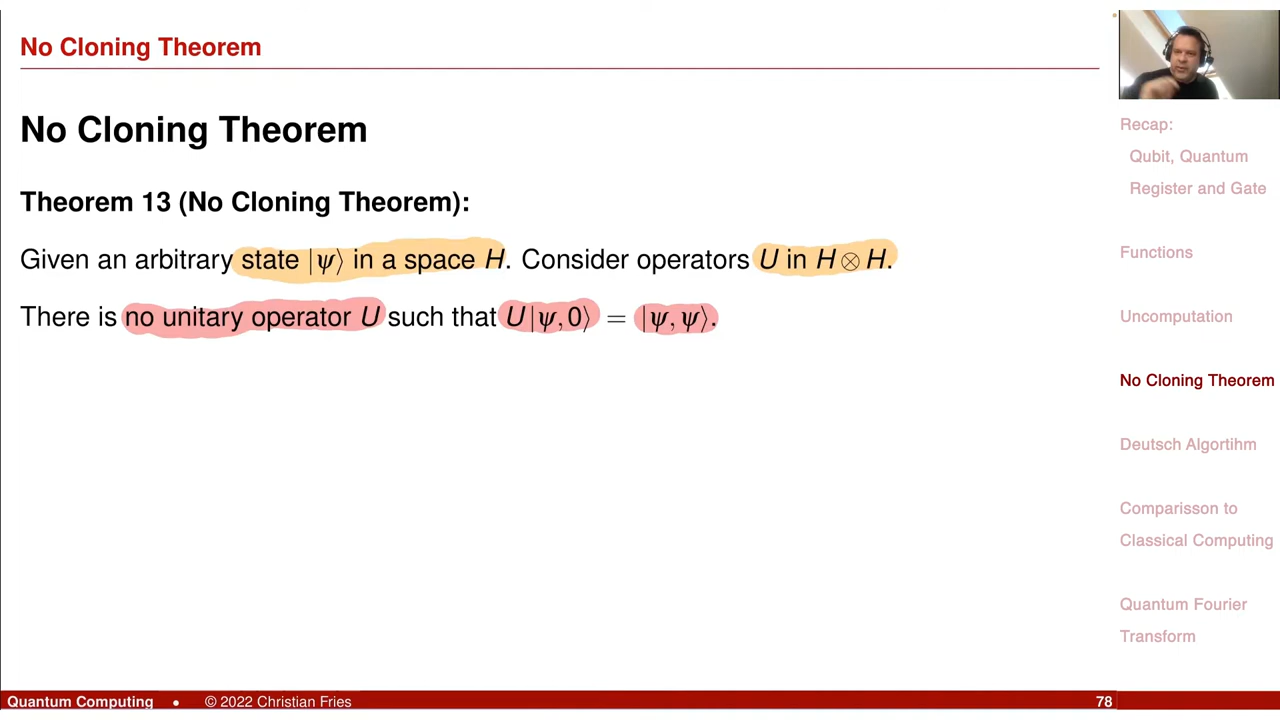 No Cloning Theorem
No Cloning Theorem
Theorem 13 (No Cloning Theorem):
Given an arbitrary state |ψ⟩ in a space H. Consider operators U in H⊗H.
There is no unitary operator U such that U|ψ,0⟩ = |ψ,ψ⟩.
Recap:
Qubit, Quantum
Register and Gate
Functions
Uncomputation
No Cloning Theorem
Deutsch Algortihm
Comparisson to
Classical Computing
Quantum Fourier
Transform
Quantum Computing • © 2022 Christian Fries 78